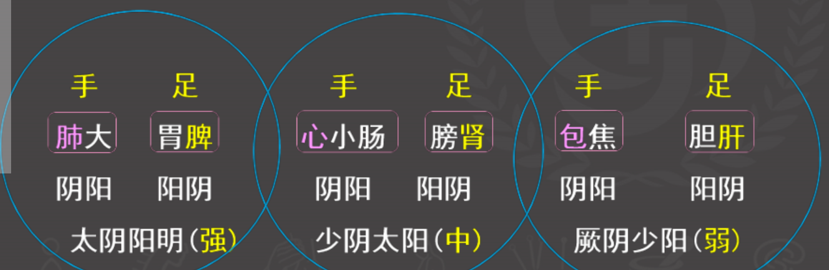 手 足 手 足 手 足
肺大 胃脾 心小肠 膀肾 包焦 胆肝
阴阳 阳阴 阴阳 阳阴 阴阳 阳阴
太阴阳明(强) 少阴太阳(中) 厥阴少阳(弱)